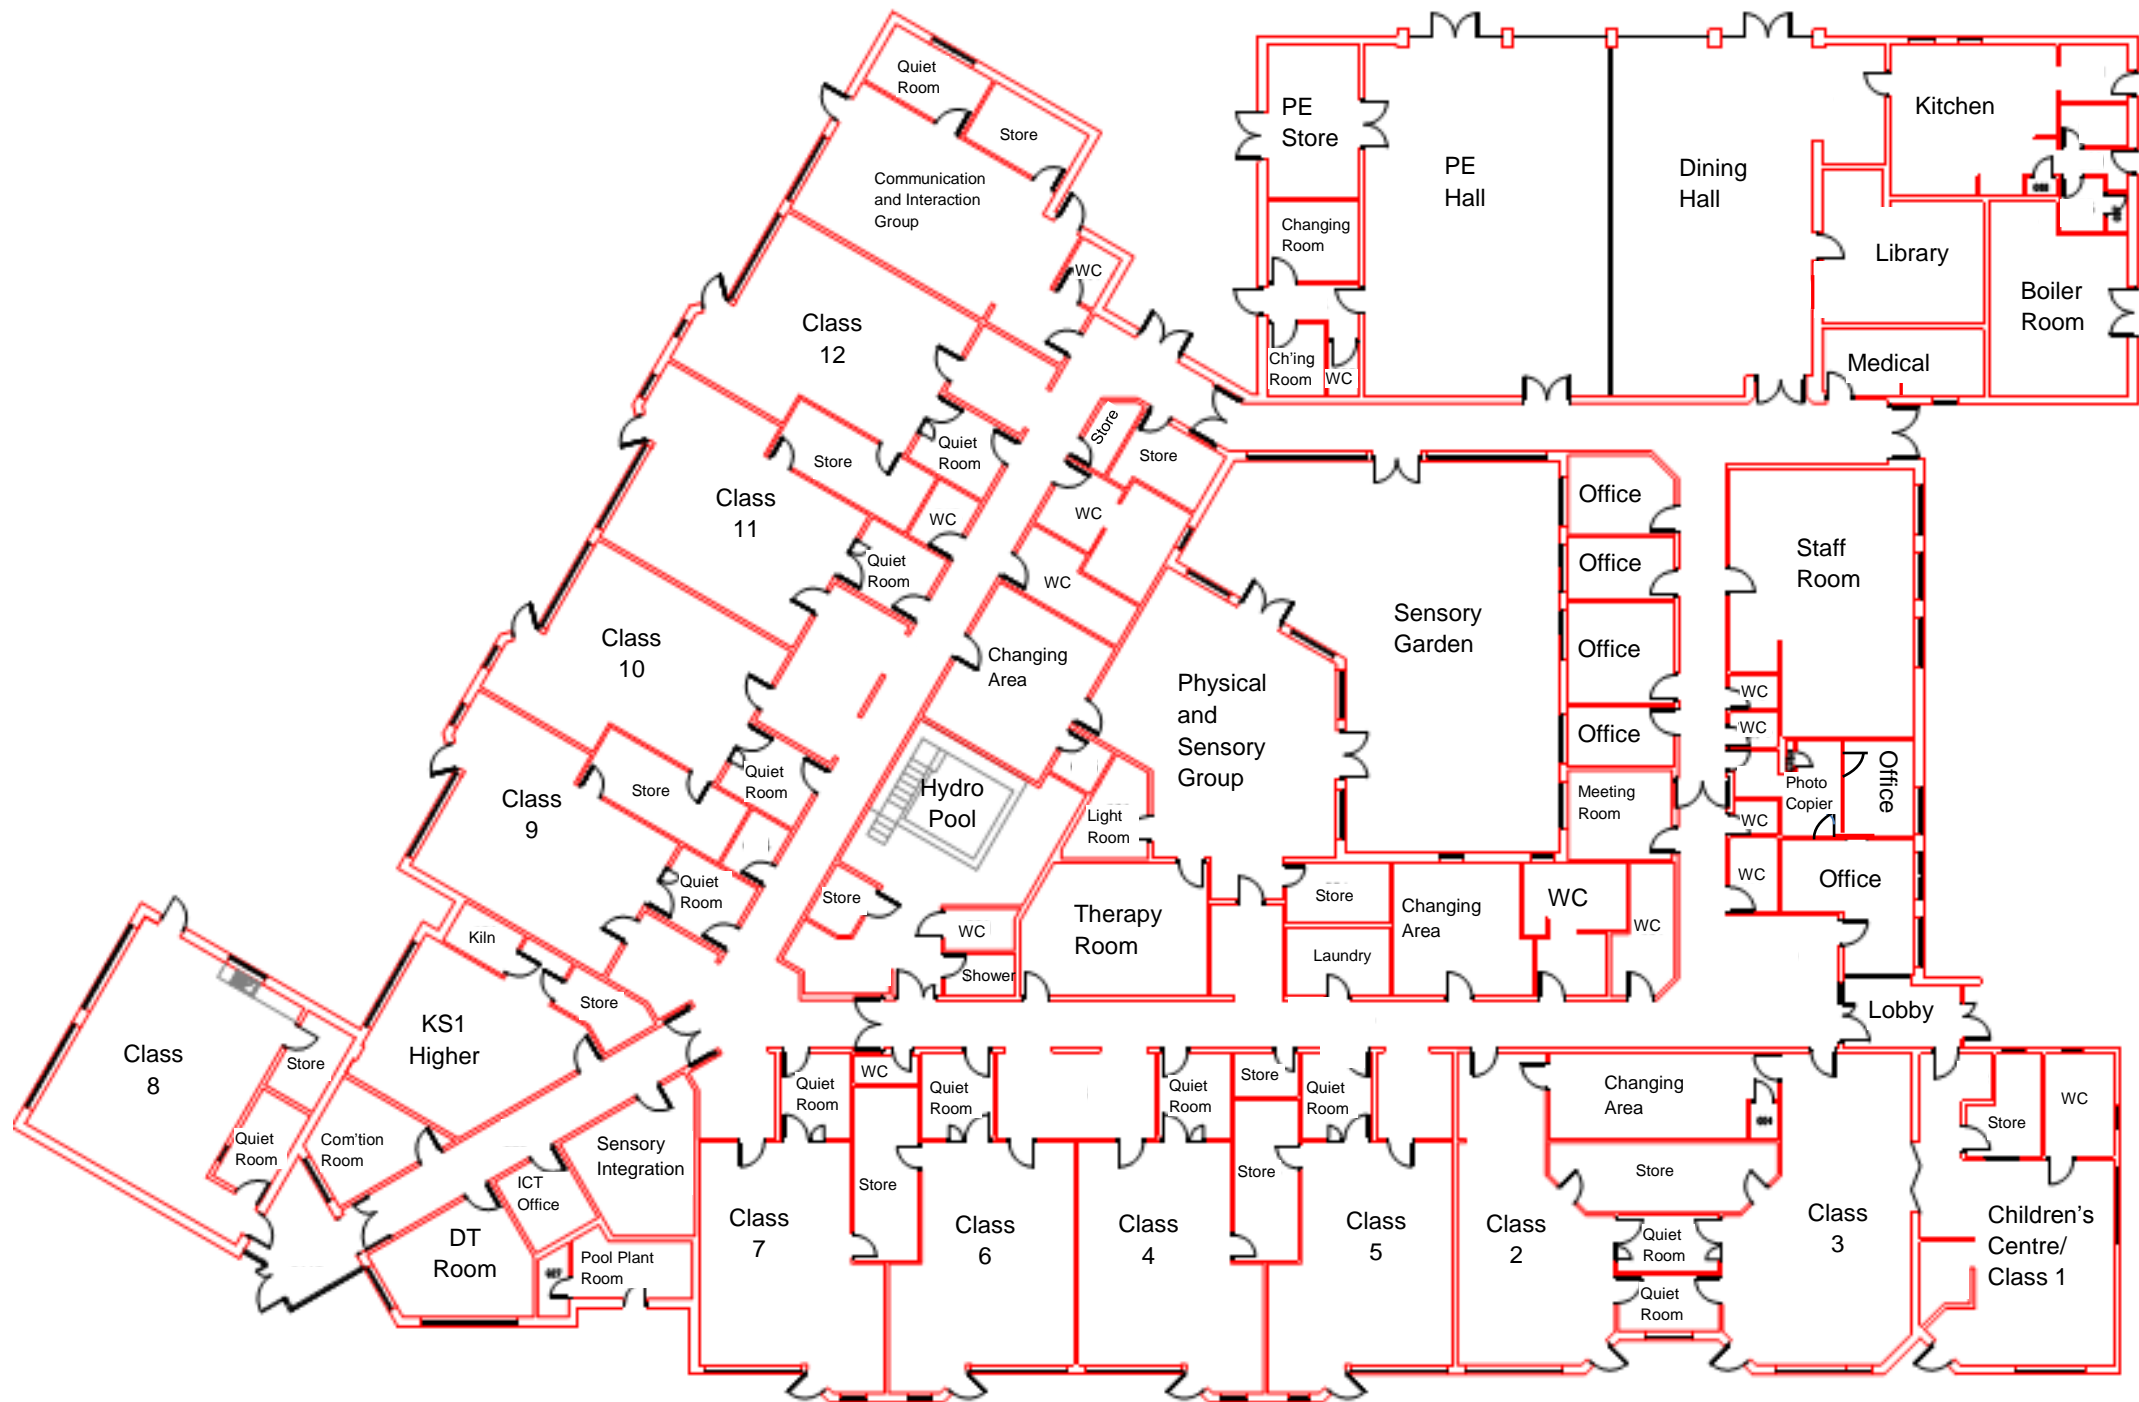 Quiet
Room
Store
Communication
and Interaction
Group
WC
PE
Store
Changing
Room
Ch'ing
Room
WC
PE
Hall
Dining
Hall
Kitchen
Library
Boiler
Room
Medical
Class
12
Quiet
Room
Store
WC
Class
11
Quiet
Room
Store
Store
WC
WC
Changing
Area
Class
10
Quiet
Room
Store
Class
9
Quiet
Room
Hydro
Pool
Store
WC
Shower
Light
Room
Physical
and
Sensory
Group
Therapy
Room
Sensory
Garden
Office
Office
Office
Office
Meeting
Room
Staff
Room
WC
WC
Photo
Copier
Office
WC
WC
Office
Store
Laundry
Changing
Area
WC
WC
Lobby
Kiln
Store
KS1
Higher
Class
8
Store
Quiet
Room
Com'tion
Room
Sensory
Integration
ICT
Office
DT
Room
Pool Plant
Room
Quiet
Room
WC
Quiet
Room
Store
Class
7
Class
6
Quiet
Room
Store
Quiet
Room
Store
Class
4
Class
5
Class
2
Changing
Area
Store
Quiet
Room
Quiet
Room
Class
3
Store
WC
Children's
Centre/
Class 1